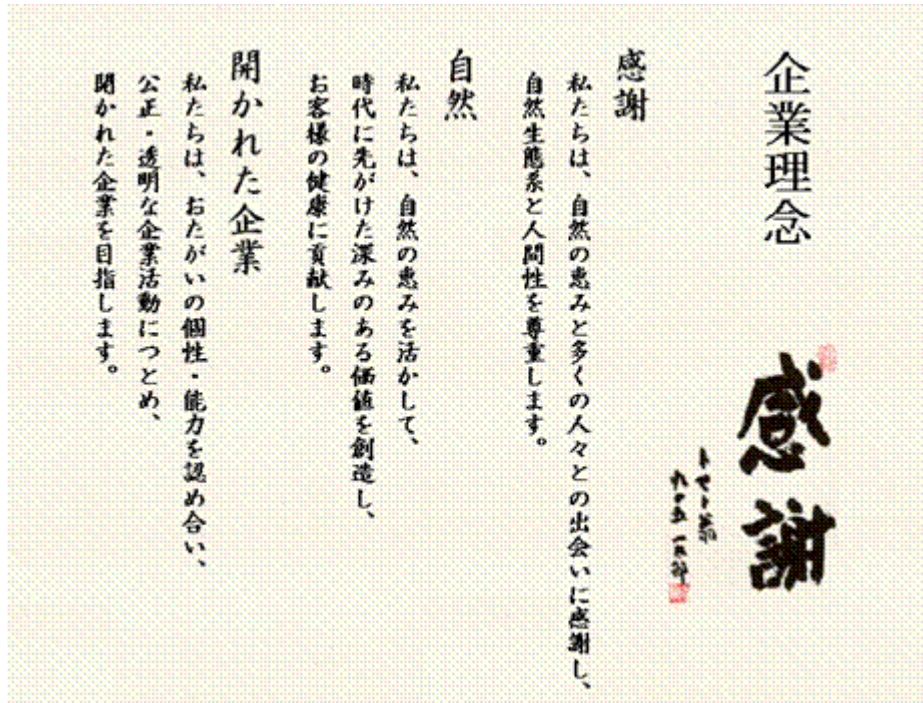 企業理念
感謝
感謝
私たちは、自然の恵みと多くの人々との出会いに感謝し、
自然生態系と人間性を尊重します。
自然
私たちは、自然の恵みを活かして、
時代に先がけた深みのある価値を創造し、
お客様の健康に貢献します。
開かれた企業
私たちは、おたがいの個性・能力を認め合い、
公正・透明な企業活動につとめ、
開かれた企業を目指します。